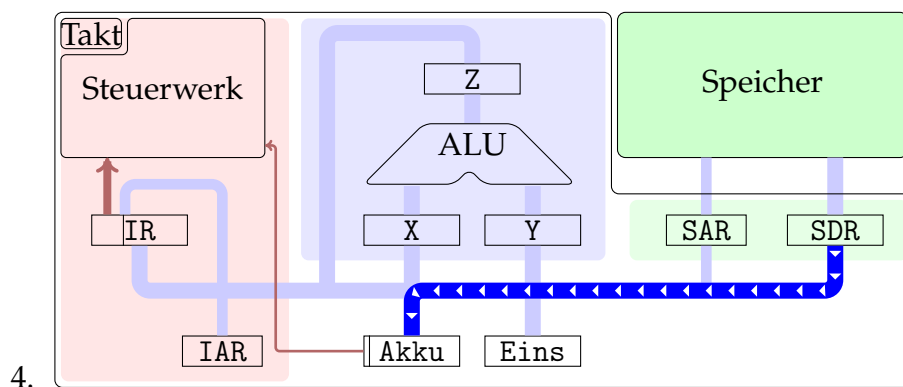 Takt
Steuerwerk
Speicher
Z
ALU
IR
X
Y
SAR
SDR
IAR
Akku
Eins
4.